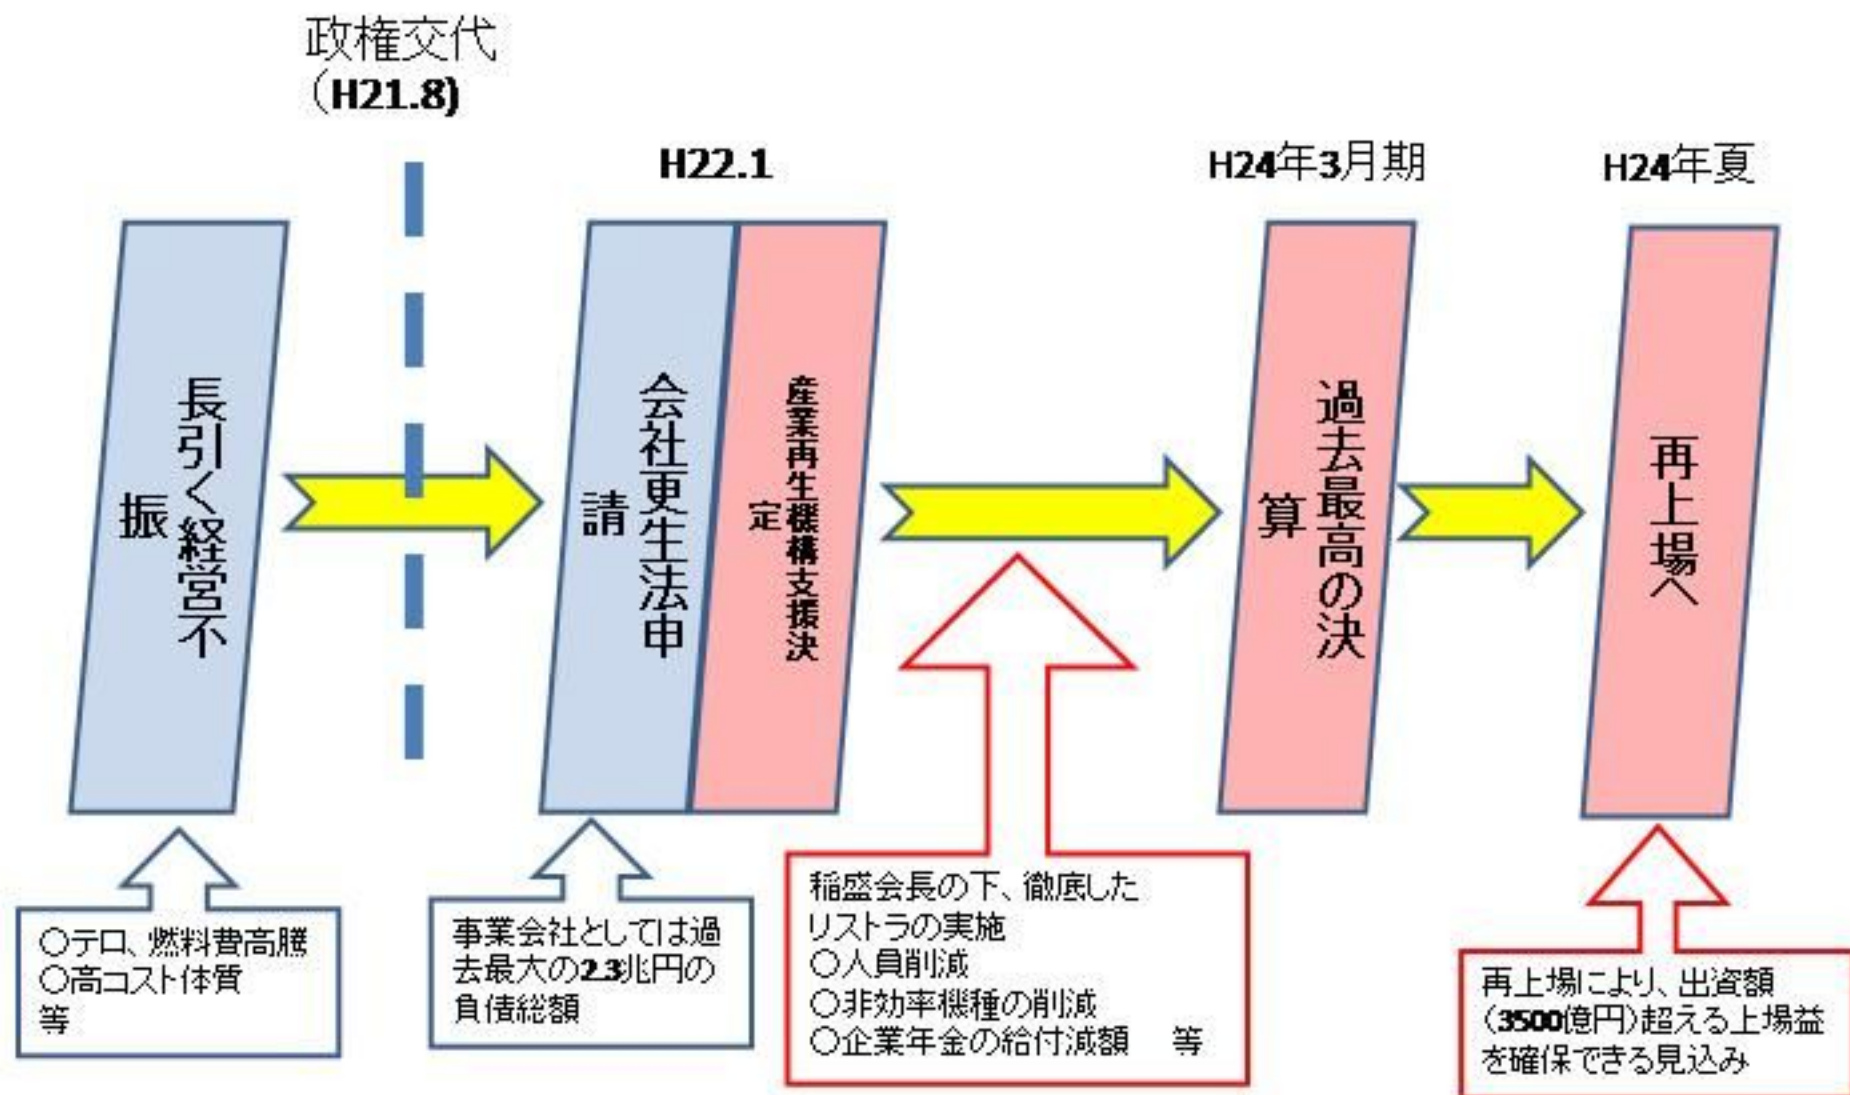 政権交代
（H21.8)
H22.1
H24年3月期
H24年夏
長引く経営不
振
会社更生法申
請
産業再生機構支援決
定
過去最高の決
算
再上場へ
○テロ、燃料費高騰
○高コスト体質
等
事業会社としては過
去最大の2.3兆円の
負債総額
稲盛会長の下、徹底した
リストラの実施
○人員削減
○非効率機種の削減
○企業年金の給付減額　等
再上場により、出資額
（3500億円）超える上場益
を確保できる見込み